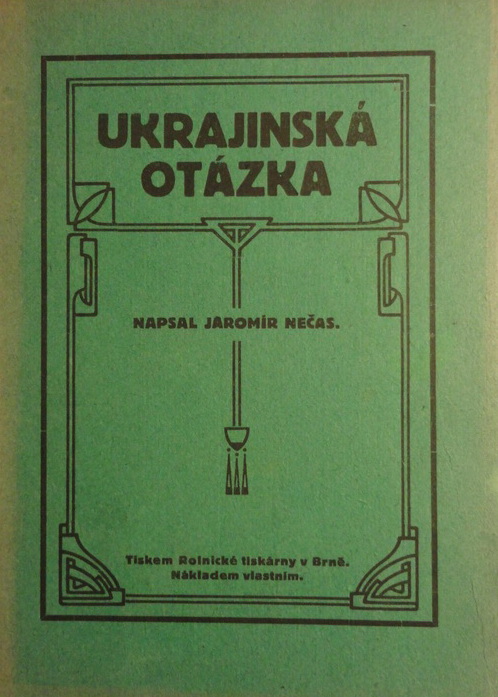 UKRAJINSKÁ
OTÁZKA
NAPSAL JAROMÍR NEČAS.
Tiskem Rolnické tiskárny v Brně.
Nákladem vlastním.